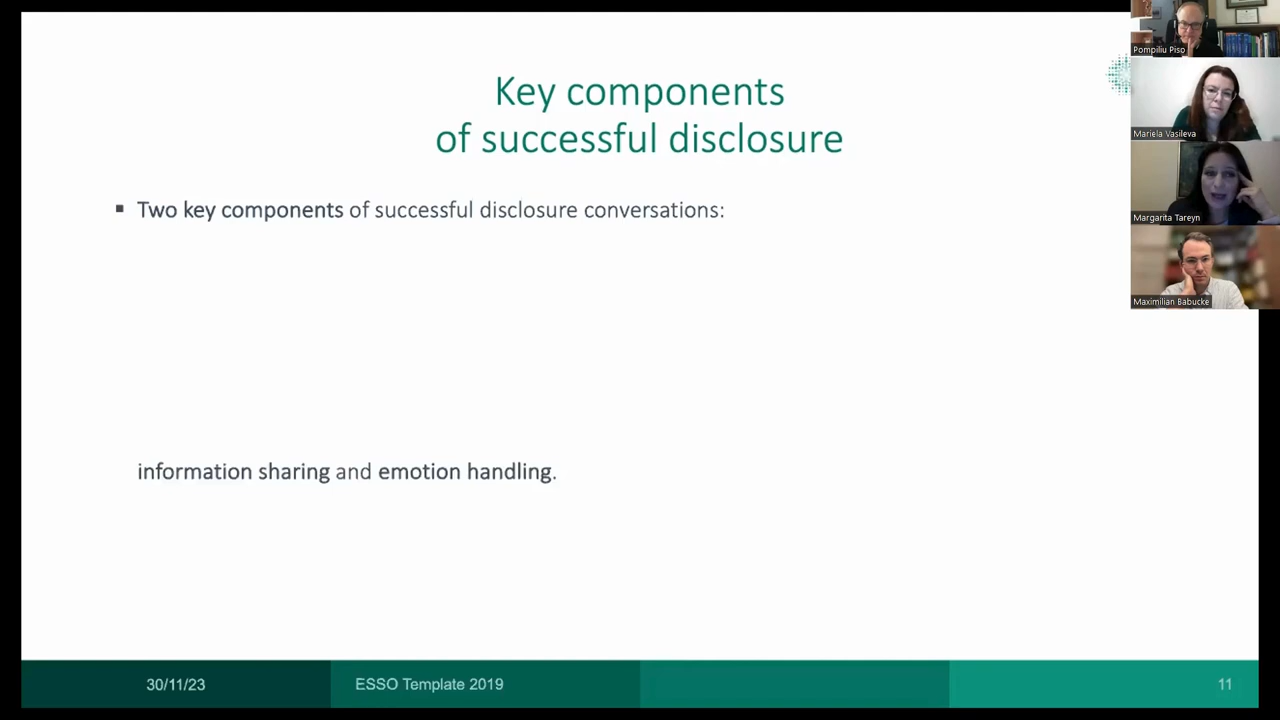 Key components
of successful disclosure
▪ Two key components of successful disclosure conversations:
information sharing and emotion handling.
30/11/23
ESSO Template 2019
11
Pompiliu Piso
Mariela Vasileva
Margarita Tareyn
Maximilian Babucke